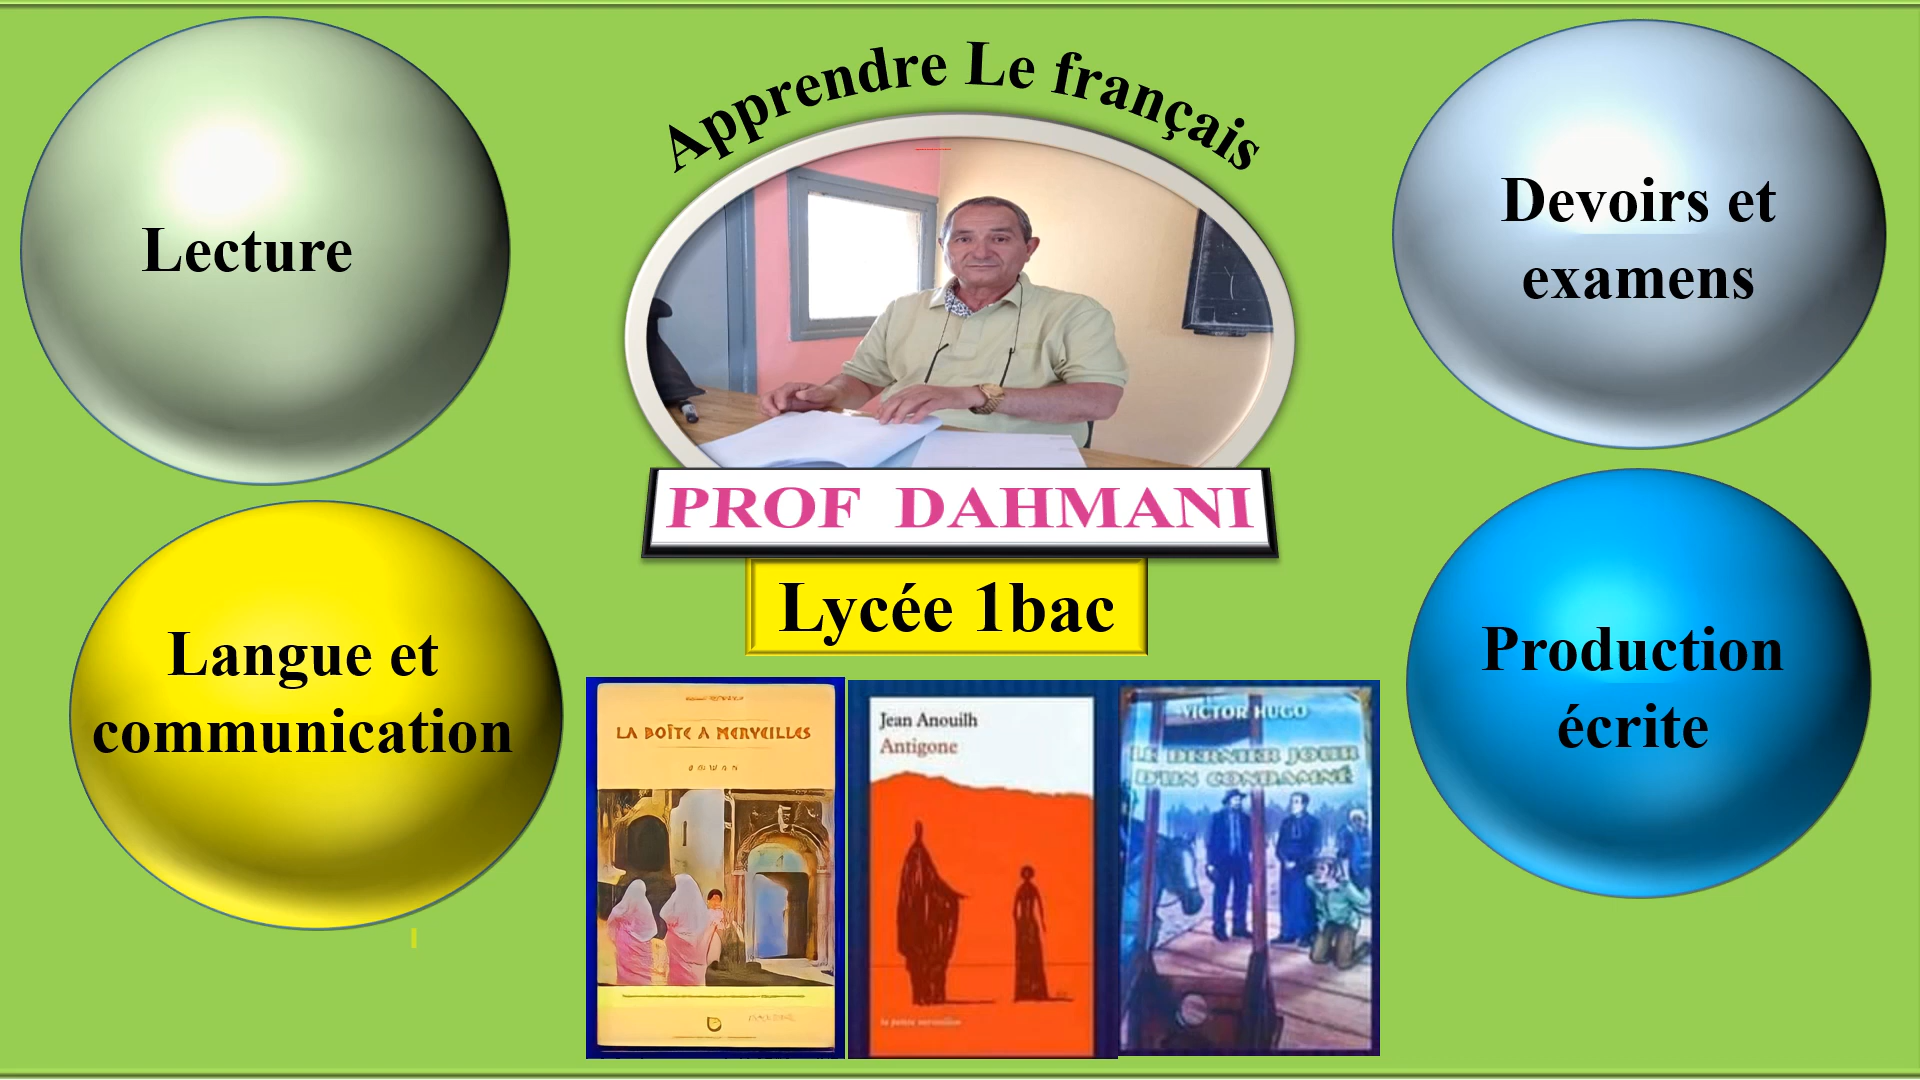 Apprendre Le français
Lecture
Devoirs et
examens
PROF DAHMANI
Lycée 1bac
Langue et
communication
Production
écrite
LA BOÎTE A MERVEILLES
Jean Anouilh
Antigone
VICTOR HUGO
LE DERNIER JOUR
D'UN CONDAMNÉ